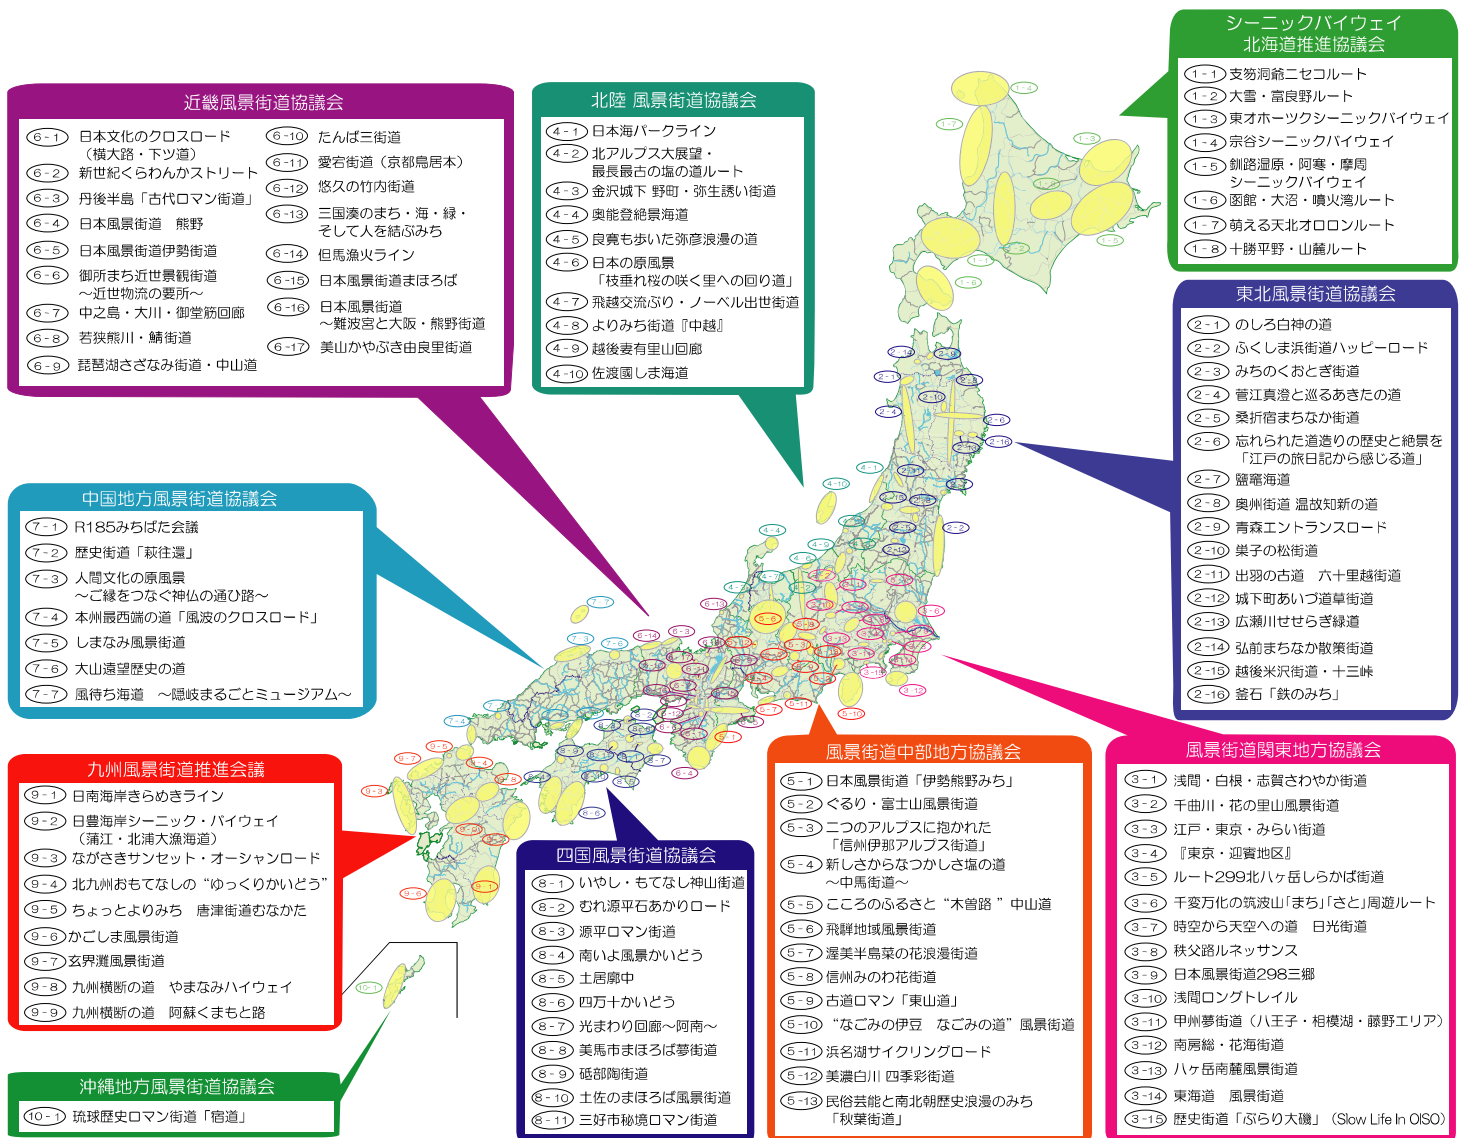 シーニックバイウェイ
北海道推進協議会
1-1 支笏洞爺ニセコルート
1-2 大雪・富良野ルート
1-3 東オホーツクシーニックバイウェイ
1-4 宗谷シーニックバイウェイ
1-5 釧路湿原・阿寒・摩周
シーニックバイウェイ
1-6 函館・大沼・噴火湾ルート
1-7 萌える天北オロロンルート
1-8 十勝平野・山麓ルート
近畿風景街道協議会
6-1 日本文化のクロスロード
（横大路・下ツ道）
6-2 新世紀くらわんかストリート
6-3 丹後半島「古代ロマン街道」
6-4 日本風景街道 熊野
6-5 日本風景街道伊勢街道
6-6 御所まち近世景観街道
～近世物流の要所～
6-7 中之島・大川・御堂筋回廊
6-8 若狭熊川・鯖街道
6-9 琵琶湖さざなみ街道・中山道
6-10 たんば三街道
6-11 愛宕街道（京都鳥居本）
6-12 悠久の竹内街道
6-13 三国湊のまち・海・緑・
そして人を結ぶみち
6-14 但馬漁火ライン
6-15 日本風景街道まほろば
6-16 日本風景街道
～難波宮と大阪・熊野街道
6-17 美山かやぶき由良里街道
北陸 風景街道協議会
4-1 日本海パークライン
4-2 北アルプス大展望・
最長最古の塩の道ルート
4-3 金沢城下 野町・弥生誘い街道
4-4 奥能登絶景海道
4-5 良寛も歩いた弥彦浪漫の道
4-6 日本の原風景
「枝垂れ桜の咲く里への回り道」
4-7 飛越交流ぶり・ノーベル出世街道
4-8 よりみち街道『中越』
4-9 越後妻有里山回廊
4-10 佐渡國しま海道
東北風景街道協議会
2-1 のしろ白神の道
2-2 ふくしま浜街道ハッピーロード
2-3 みちのくおとぎ街道
2-4 菅江真澄と巡るあきたの道
2-5 桑折宿まちなか街道
2-6 忘れられた道造りの歴史と絶景を
「江戸の旅日記から感じる道」
2-7 鹽竈海道
2-8 奥州街道 温故知新の道
2-9 青森エントランスロード
2-10 巣子の松街道
2-11 出羽の古道 六十里越街道
2-12 城下町あいづ道草街道
2-13 広瀬川せせらぎ緑道
2-14 弘前まちなか散策街道
2-15 越後米沢街道・十三峠
2-16 釜石「鉄のみち」
中国地方風景街道協議会
7-1 R185みちばた会議
7-2 歴史街道「萩往還」
7-3 人間文化の原風景
～ご縁をつなぐ神仏の通ひ路～
7-4 本州最西端の道「風波のクロスロード」
7-5 しまなみ風景街道
7-6 大山遠望歴史の道
7-7 風待ち海道 ～隠岐まるごとミュージアム～
九州風景街道推進会議
9-1 日南海岸きらめきライン
9-2 日豊海岸シーニック・バイウェイ
（蒲江・北浦大漁海道）
9-3 ながさきサンセット・オーシャンロード
9-4 北九州おもてなしの“ゆっくりかいどう”
9-5 ちょっとよりみち 唐津街道むなかた
9-6 かごしま風景街道
9-7 玄界灘風景街道
9-8 九州横断の道 やまなみハイウェイ
9-9 九州横断の道 阿蘇くまもと路
沖縄地方風景街道協議会
10-1 琉球歴史ロマン街道「宿道」
四国風景街道協議会
8-1 いやし・もてなし神山街道
8-2 むれ源平石あかりロード
8-3 源平ロマン街道
8-4 南いよ風景かいどう
8-5 土居廓中
8-6 四万十かいどう
8-7 光まわり回廊～阿南～
8-8 美馬市まほろば夢街道
8-9 砥部陶街道
8-10 土佐のまほろば風景街道
8-11 三好市秘境ロマン街道
風景街道中部地方協議会
5-1 日本風景街道「伊勢熊野みち」
5-2 ぐるり・富士山風景街道
5-3 二つのアルプスに抱かれた
「信州伊那アルプス街道」
5-4 新しさからなつかしさ塩の道
～中馬街道～
5-5 こころのふるさと“木曽路 ”中山道
5-6 飛騨地域風景街道
5-7 渥美半島菜の花浪漫街道
5-8 信州みのわ花街道
5-9 古道ロマン「東山道」
5-10 “なごみの伊豆 なごみの道”風景街道
5-11 浜名湖サイクリングロード
5-12 美濃白川 四季彩街道
5-13 民俗芸能と南北朝歴史浪漫のみち
「秋葉街道」
風景街道関東地方協議会
3-1 浅間・白根・志賀さわやか街道
3-2 千曲川・花の里山風景街道
3-3 江戸・東京・みらい街道
3-4 『東京・迎賓地区』
3-5 ルート299北八ヶ岳しらかば街道
3-6 千変万化の筑波山「まち」「さと」周遊ルート
3-7 時空から天空への道 日光街道
3-8 秩父路ルネッサンス
3-9 日本風景街道298三郷
3-10 浅間ロングトレイル
3-11 甲州夢街道（八王子・相模湖・藤野エリア）
3-12 南房総・花海街道
3-13 八ヶ岳南麓風景街道
3-14 東海道 風景街道
3-15 歴史街道「ぶらり大磯」（Slow Life In OISO）